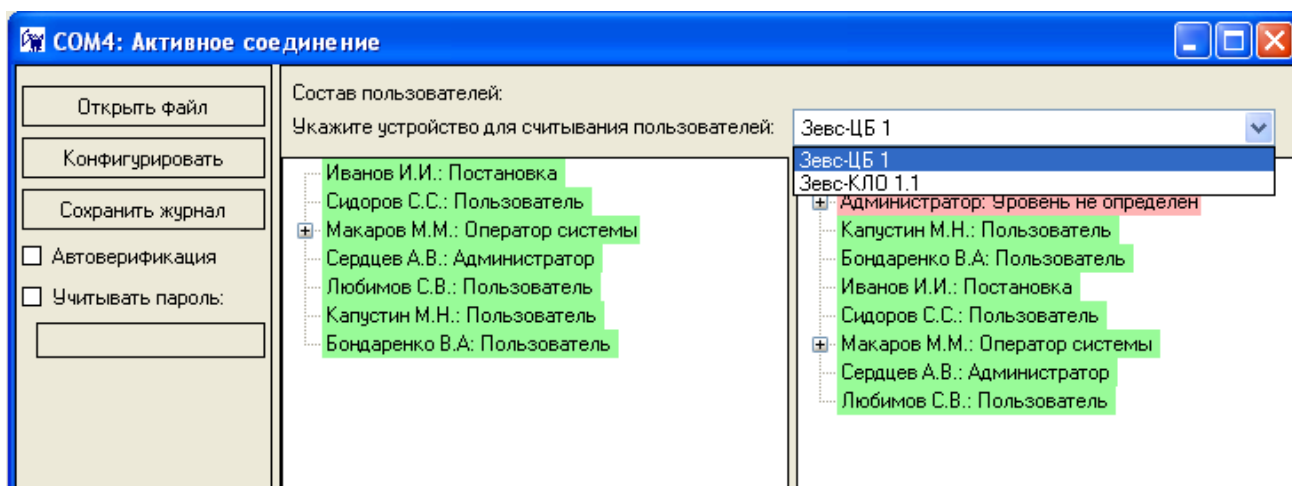 COM4: Активное соединение
Открыть файл
Конфигурировать
Сохранить журнал
Автоверификация
Учитывать пароль:
Состав пользователей:
Укажите устройство для считывания пользователей:
Зевс-ЦБ 1
Зевс-ЦБ 1
Зевс-КЛО 1.1
Иванов И.И.: Постановка
Сидоров С.С.: Пользователь
Макаров М.М.: Оператор системы
Сердцев А.В.: Администратор
Любимов С.В.: Пользователь
Капустин М.Н.: Пользователь
Бондаренко В.А: Пользователь
Администратор: Уровень не определен
Капустин М.Н.: Пользователь
Бондаренко В.А: Пользователь
Иванов И.И.: Постановка
Сидоров С.С.: Пользователь
Макаров М.М.: Оператор системы
Сердцев А.В.: Администратор
Любимов С.В.: Пользователь